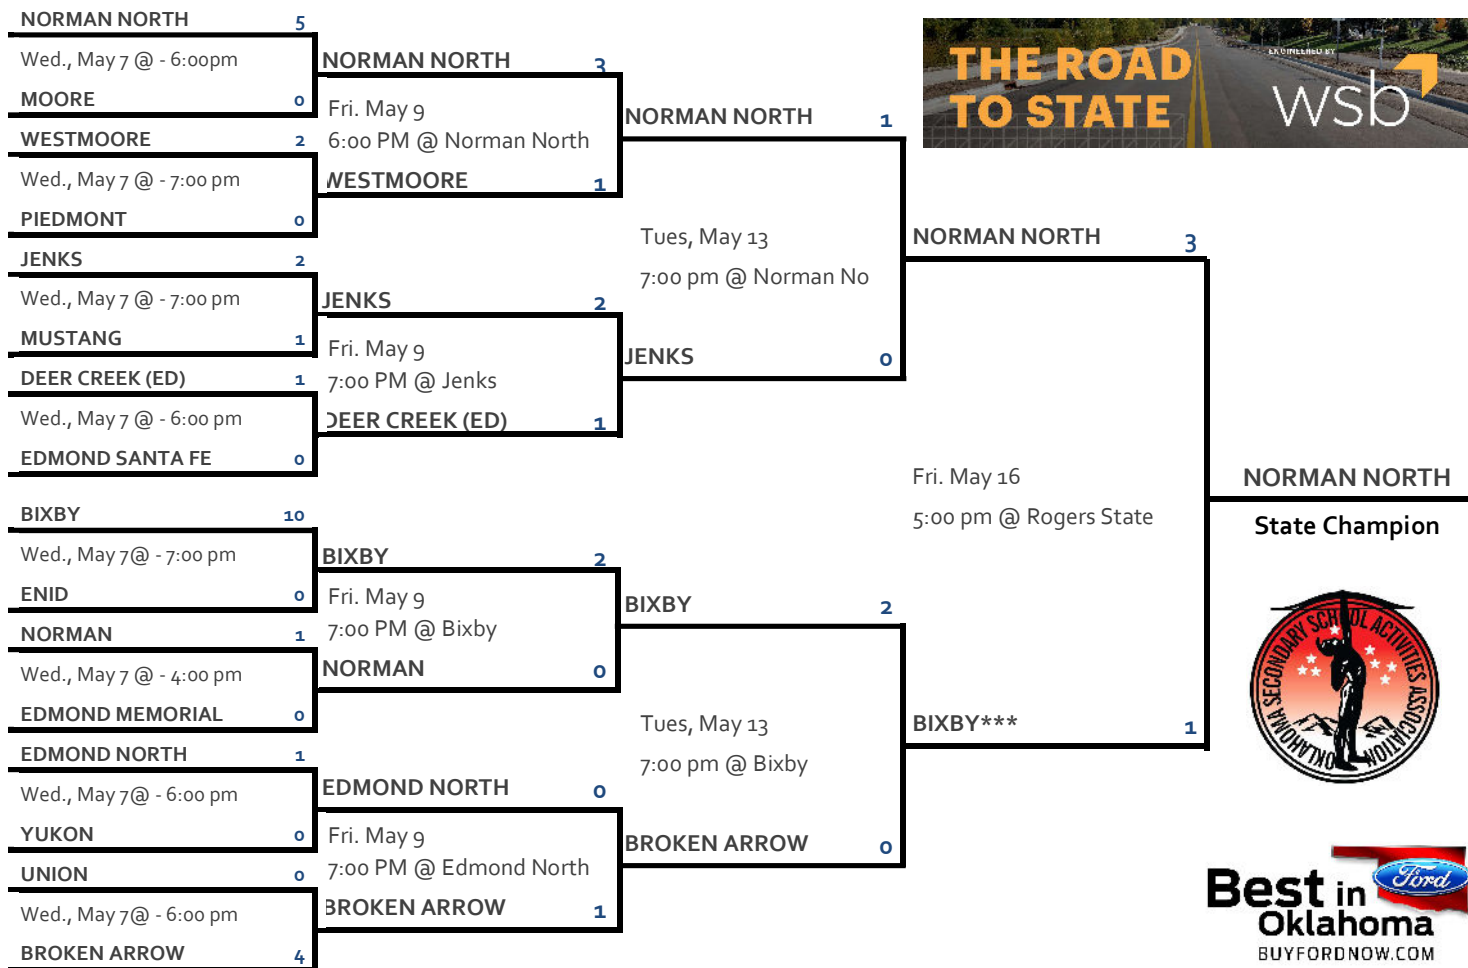 NORMAN NORTH 5
Wed., May 7 @ - 6:00pm
MOORE 0
WESTMOORE 2
Wed., May 7 @ - 7:00 pm
PIEDMONT 0
JENKS 2
Wed., May 7 @ - 7:00 pm
MUSTANG 1
DEER CREEK (ED) 1
Wed., May 7 @ - 6:00 pm
EDMOND SANTA FE 0
BIXBY 10
Wed., May 7@ - 7:00 pm
ENID 0
NORMAN 1
Wed., May 7 @ - 4:00 pm
EDMOND MEMORIAL 0
EDMOND NORTH 1
Wed., May 7@ - 6:00 pm
YUKON 0
UNION 0
Wed., May 7@ - 6:00 pm
BROKEN ARROW 4
NORMAN NORTH 3
Fri. May 9
6:00 PM @ Norman North
WESTMOORE 1
JENKS 2
Fri. May 9
7:00 PM @ Jenks
DEER CREEK (ED) 1
BIXBY 2
Fri. May 9
7:00 PM @ Bixby
NORMAN 0
EDMOND NORTH 0
Fri. May 9
7:00 PM @ Edmond North
BROKEN ARROW 1
NORMAN NORTH 1
Tues, May 13
7:00 pm @ Norman No
JENKS 0
BIXBY 2
Tues, May 13
7:00 pm @ Bixby
BROKEN ARROW 0
NORMAN NORTH 3
Fri. May 16
5:00 pm @ Rogers State
BIXBY*** 1
NORMAN NORTH
State Champion
THE ROAD
TO STATE
ENGINEERED BY
wsb
OKLAHOMA SECONDARY SCHOOL ACTIVITIES ASSOCIATION
Best in
Ford
Oklahoma
BUYFORDNOW.COM